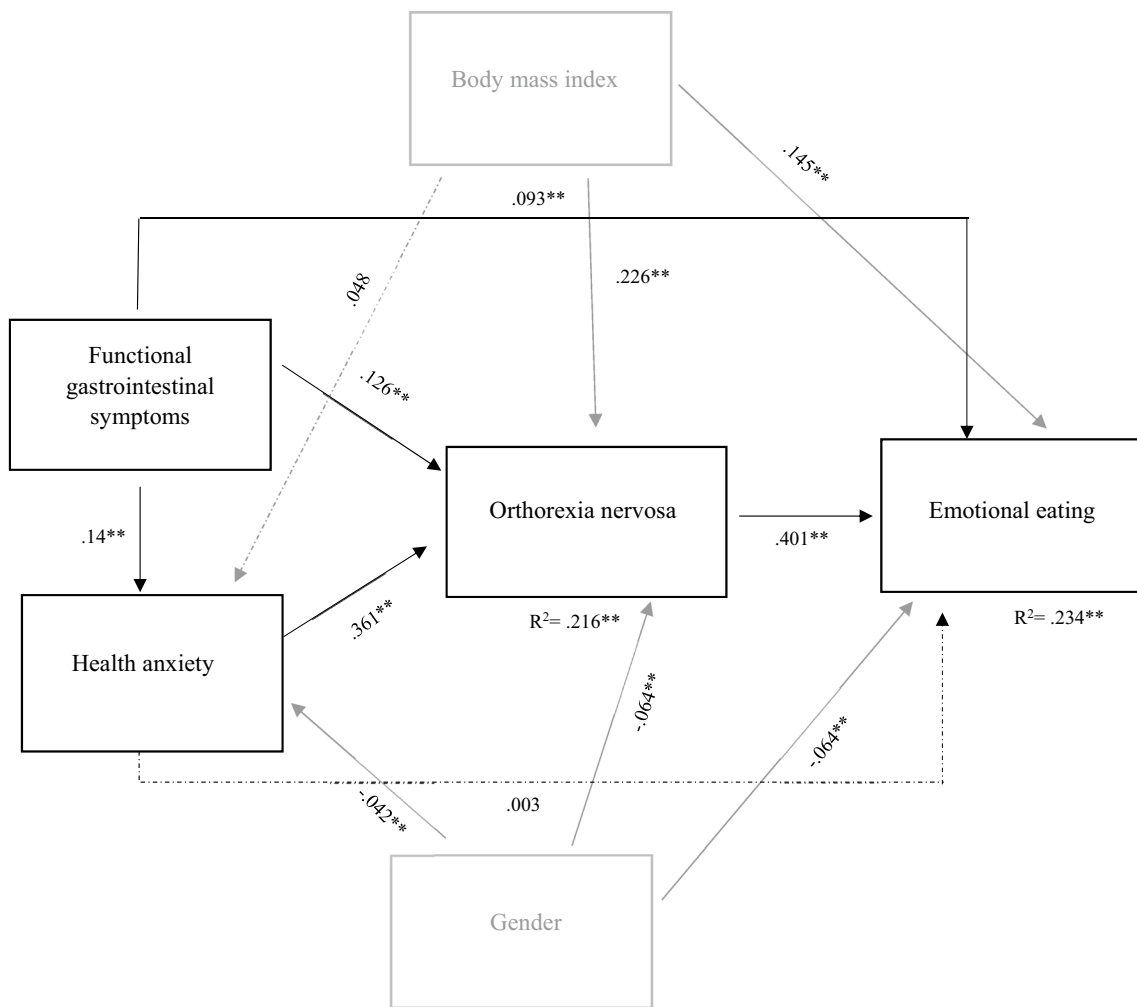 Body mass index
.145**
.093**
.226**
.048
Functional
gastrointestinal
symptoms
.126**
Orthorexia nervosa
Emotional eating
.14**
.401**
.361**
R²= .216**
R²= .234**
Health anxiety
-.064**
-.064**
.003
-.042**
Gender